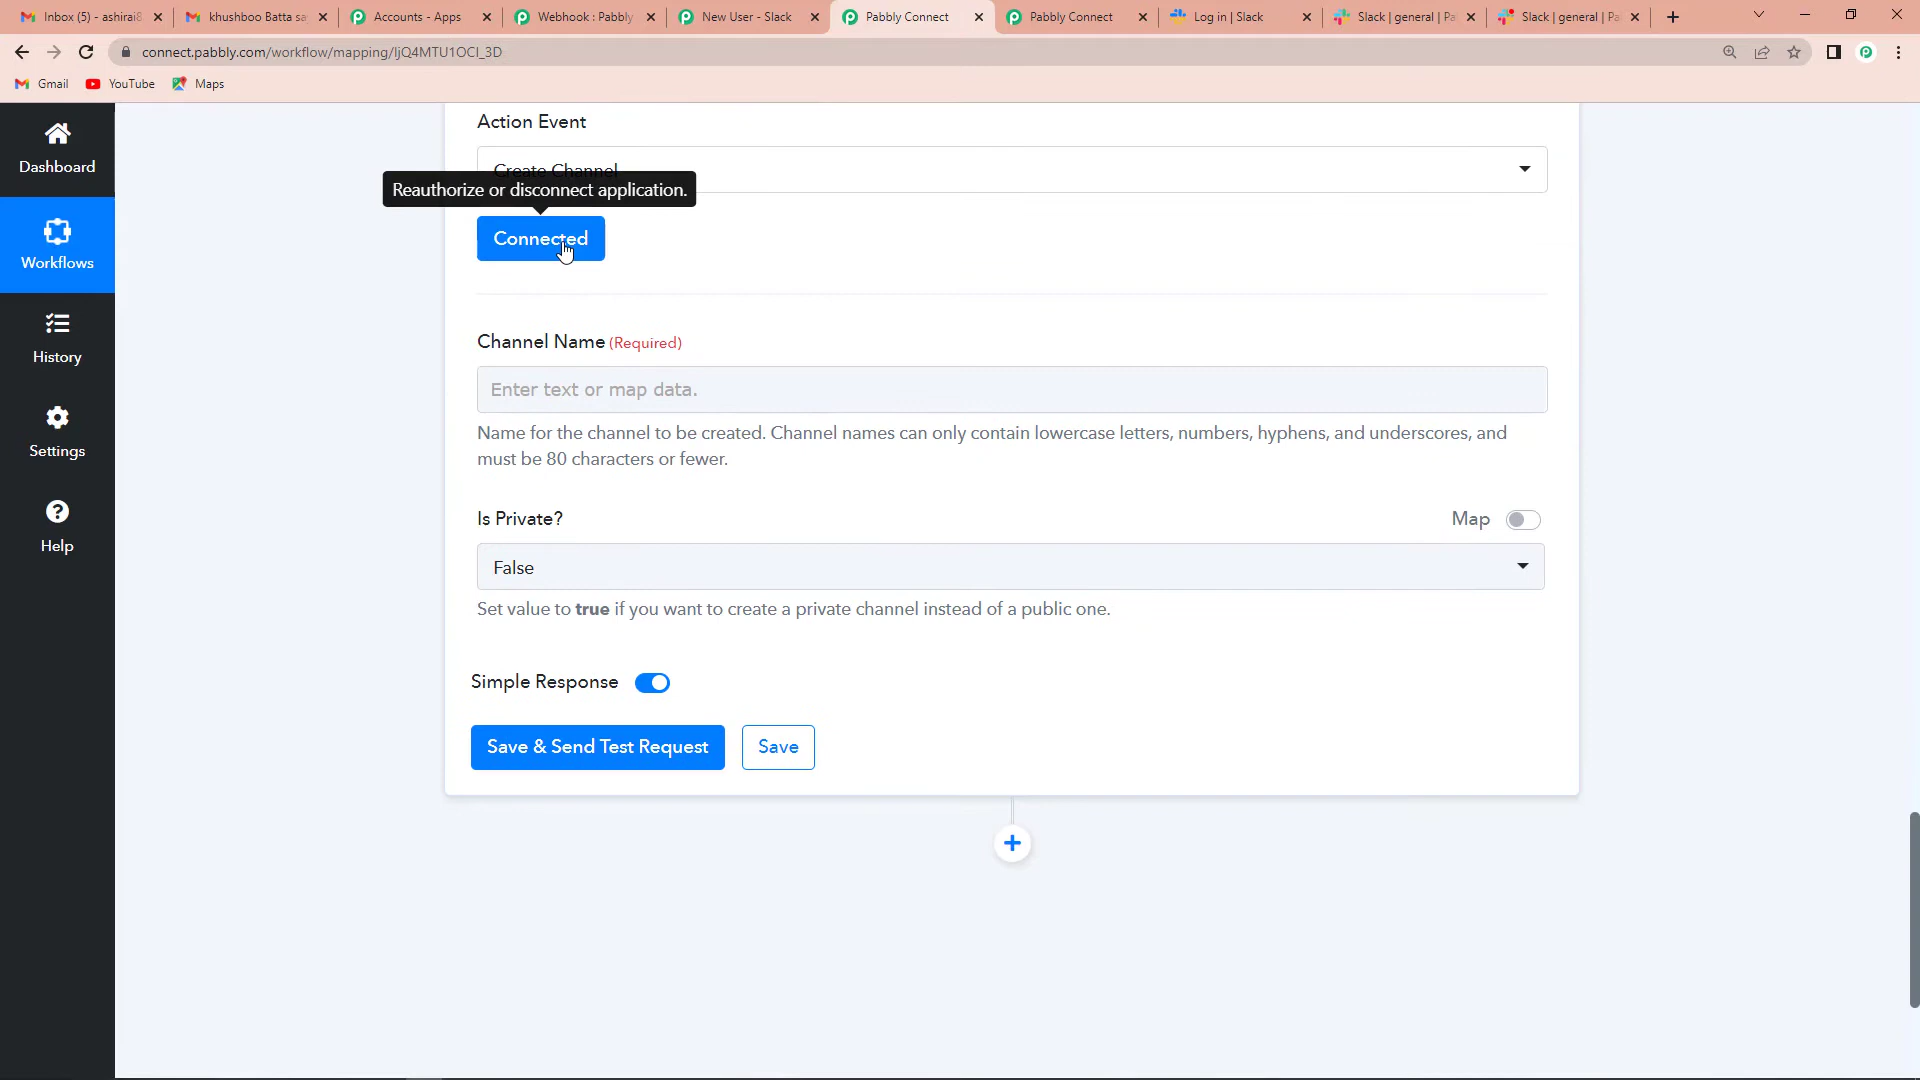 Inbox (5) - ashirai8
khushboo Batta sa
Accounts - Apps
Webhook : Pabbly
New User - Slack
Pabbly Connect
Pabbly Connect
Log in | Slack
Slack | general | Pa
Slack | general | Pa
connect.pabbly.com/workflow/mapping/IjQ4MTU1OCI_3D
Gmail
YouTube
Maps
Dashboard
Workflows
History
Settings
Help
Action Event
Create Channel
Reauthorize or disconnect application.
Connected
Channel Name (Required)
Enter text or map data.
Name for the channel to be created. Channel names can only contain lowercase letters, numbers, hyphens, and underscores, and
must be 80 characters or fewer.
Is Private?
Map
False
Set value to true if you want to create a private channel instead of a public one.
Simple Response
Save & Send Test Request
Save